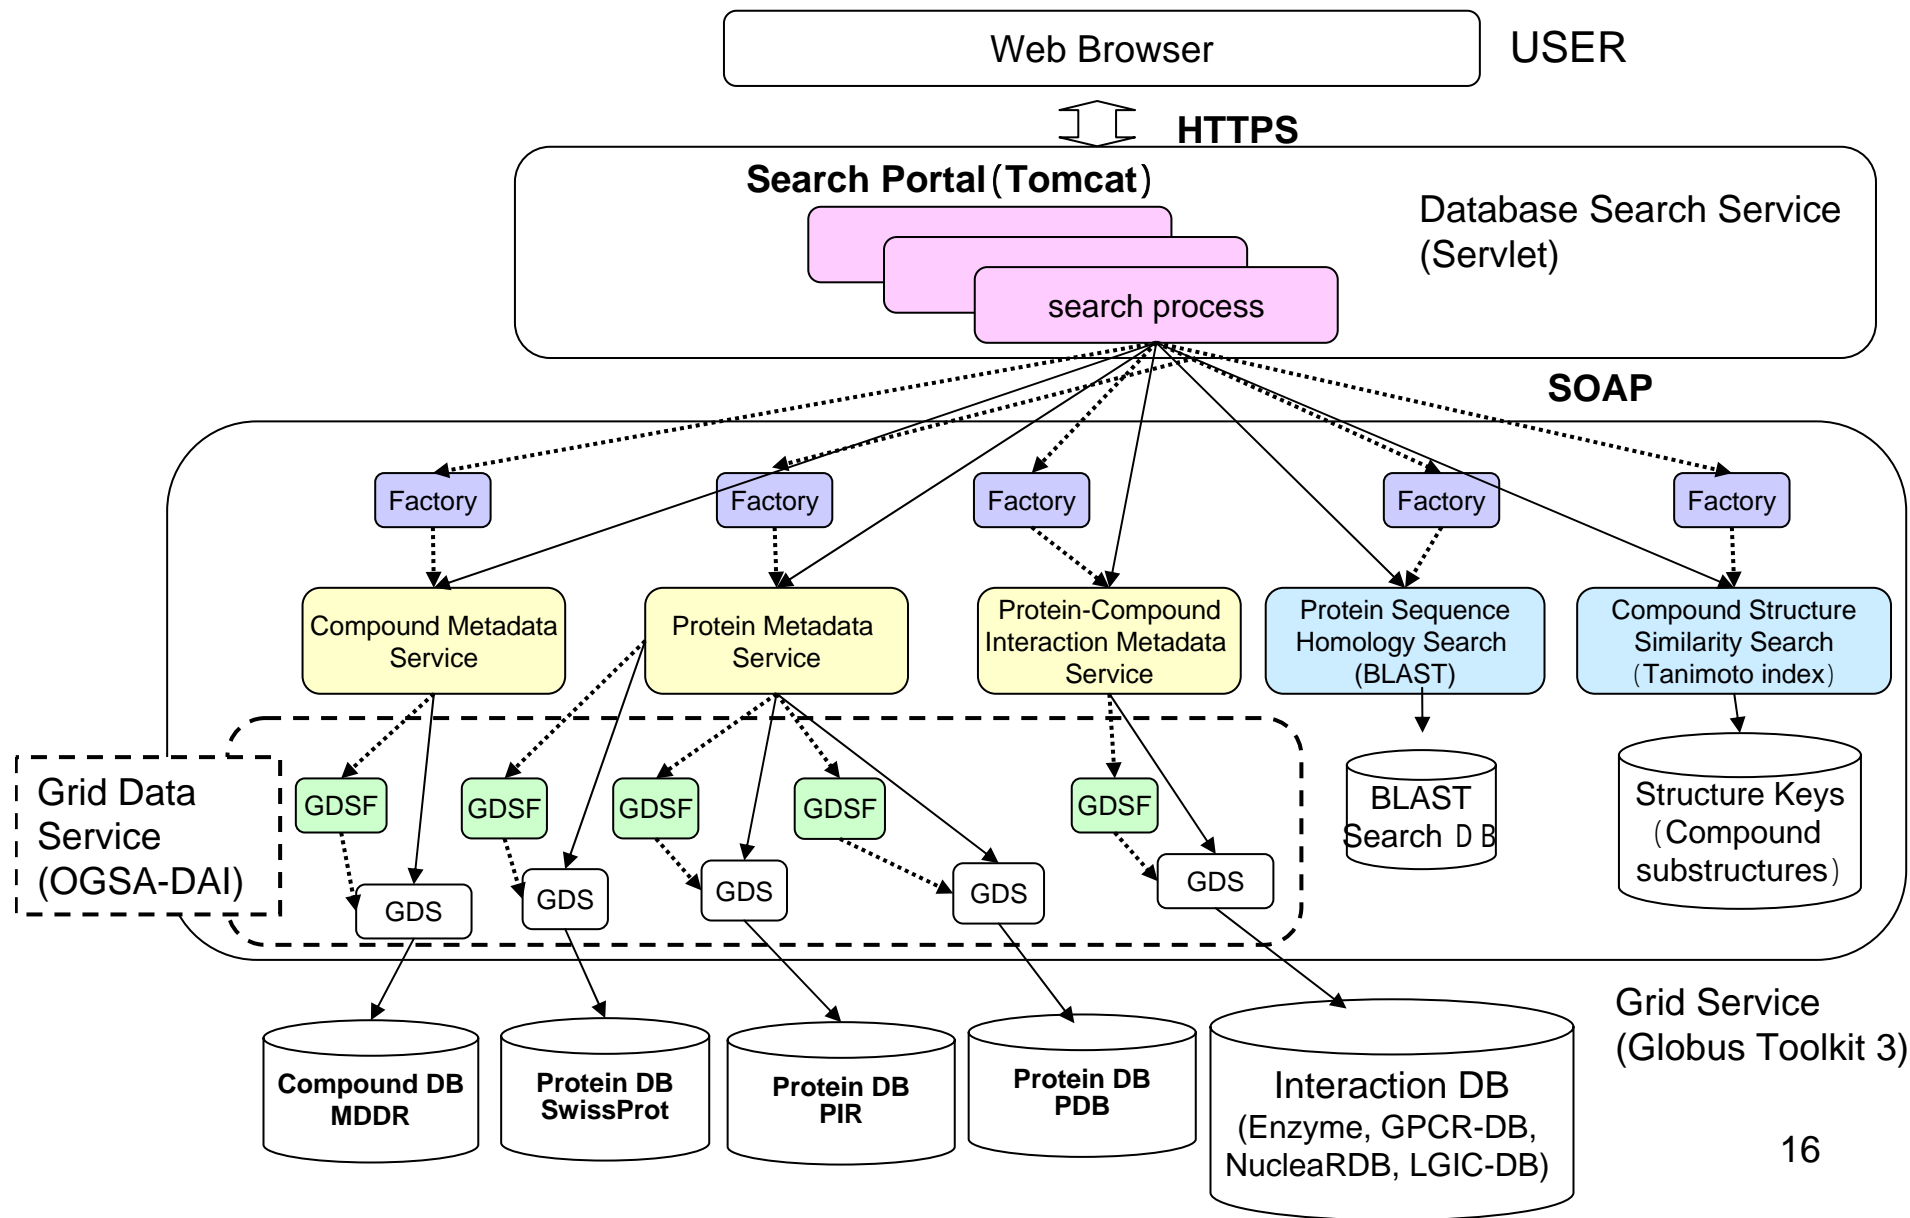 Web Browser
USER
HTTPS
Search Portal(Tomcat)
Database Search Service
(Servlet)
search process
SOAP
Factory
Factory
Factory
Factory
Factory
Compound Metadata
Service
Protein Metadata
Service
Protein-Compound
Interaction Metadata
Service
Protein Sequence
Homology Search
(BLAST)
Compound Structure
Similarity Search
(Tanimoto index)
Grid Data
Service
(OGSA-DAI)
GDSF
GDSF
GDSF
GDSF
GDSF
BLAST
Search DB
Structure Keys
(Compound
substructures)
GDS
GDS
GDS
GDS
GDS
Grid Service
(Globus Toolkit 3)
Compound DB
MDDR
Protein DB
SwissProt
Protein DB
PIR
Protein DB
PDB
Interaction DB
(Enzyme, GPCR-DB,
NucleaRDB, LGIC-DB)
16